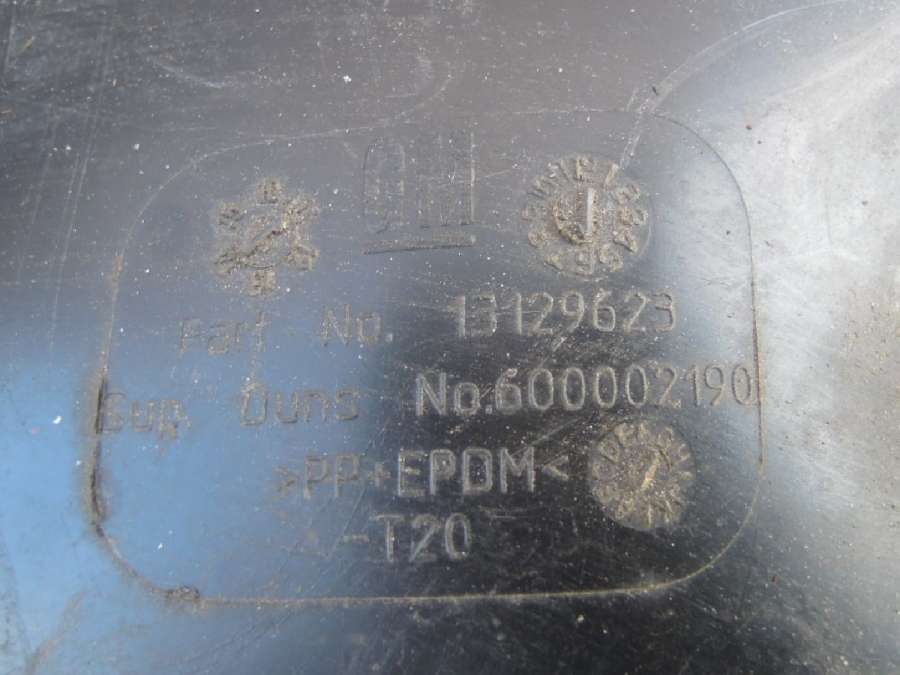 GM
Part No. 13129623
Sup. Duns No.600002190
>PP+EPDM<
-T20